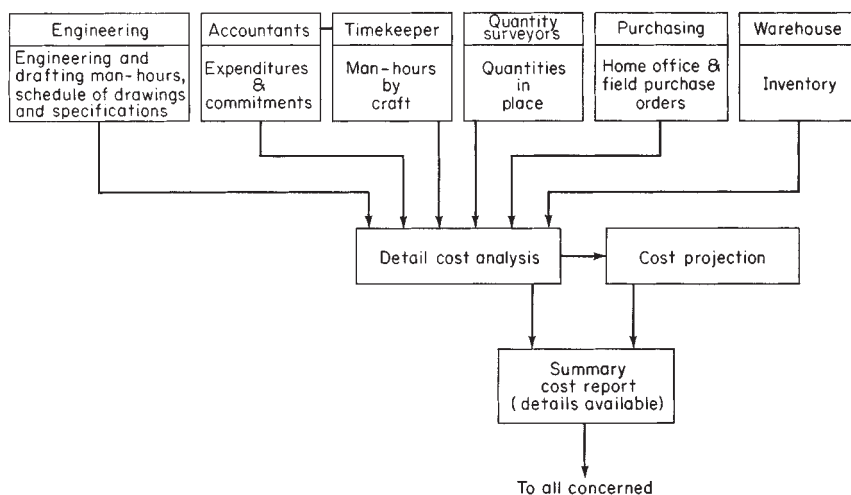 Engineering
Engineering and
drafting man-hours,
schedule of drawings
and specifications
Accountants
Expenditures
&
commitments
Timekeeper
Man-hours
by
craft
Quantity
surveyors
Quantities
in
place
Purchasing
Home office &
field purchase
orders
Warehouse
Inventory
Detail cost analysis
Cost projection
Summary
cost report
(details available)
To all concerned